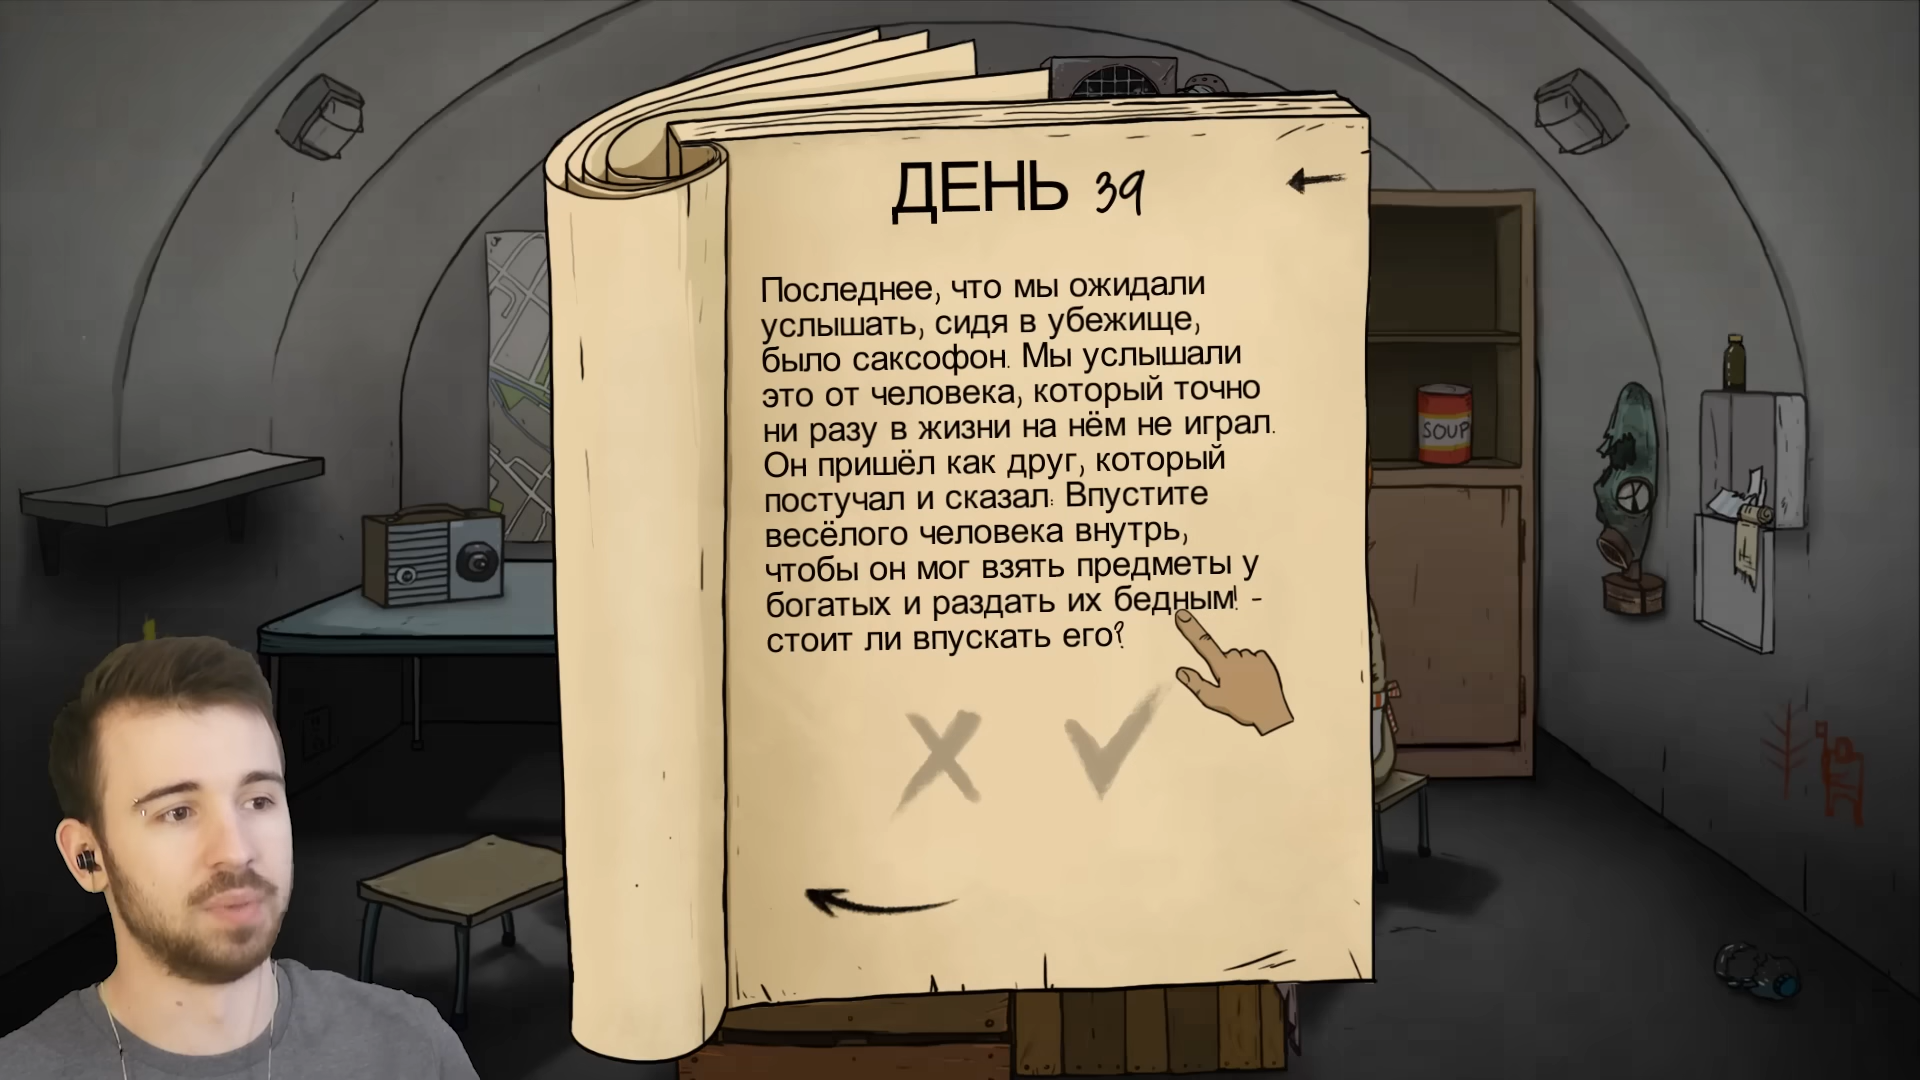 ДЕНЬ 39
Последнее, что мы ожидали
услышать, сидя в убежище,
было саксофон. Мы услышали
это от человека, который точно
ни разу в жизни на нём не играл.
Он пришёл как друг, который
постучал и сказал: Впустите
весёлого человека внутрь,
чтобы он мог взять предметы у
богатых и раздать их бедным! -
стоит ли впускать его?
SOUP